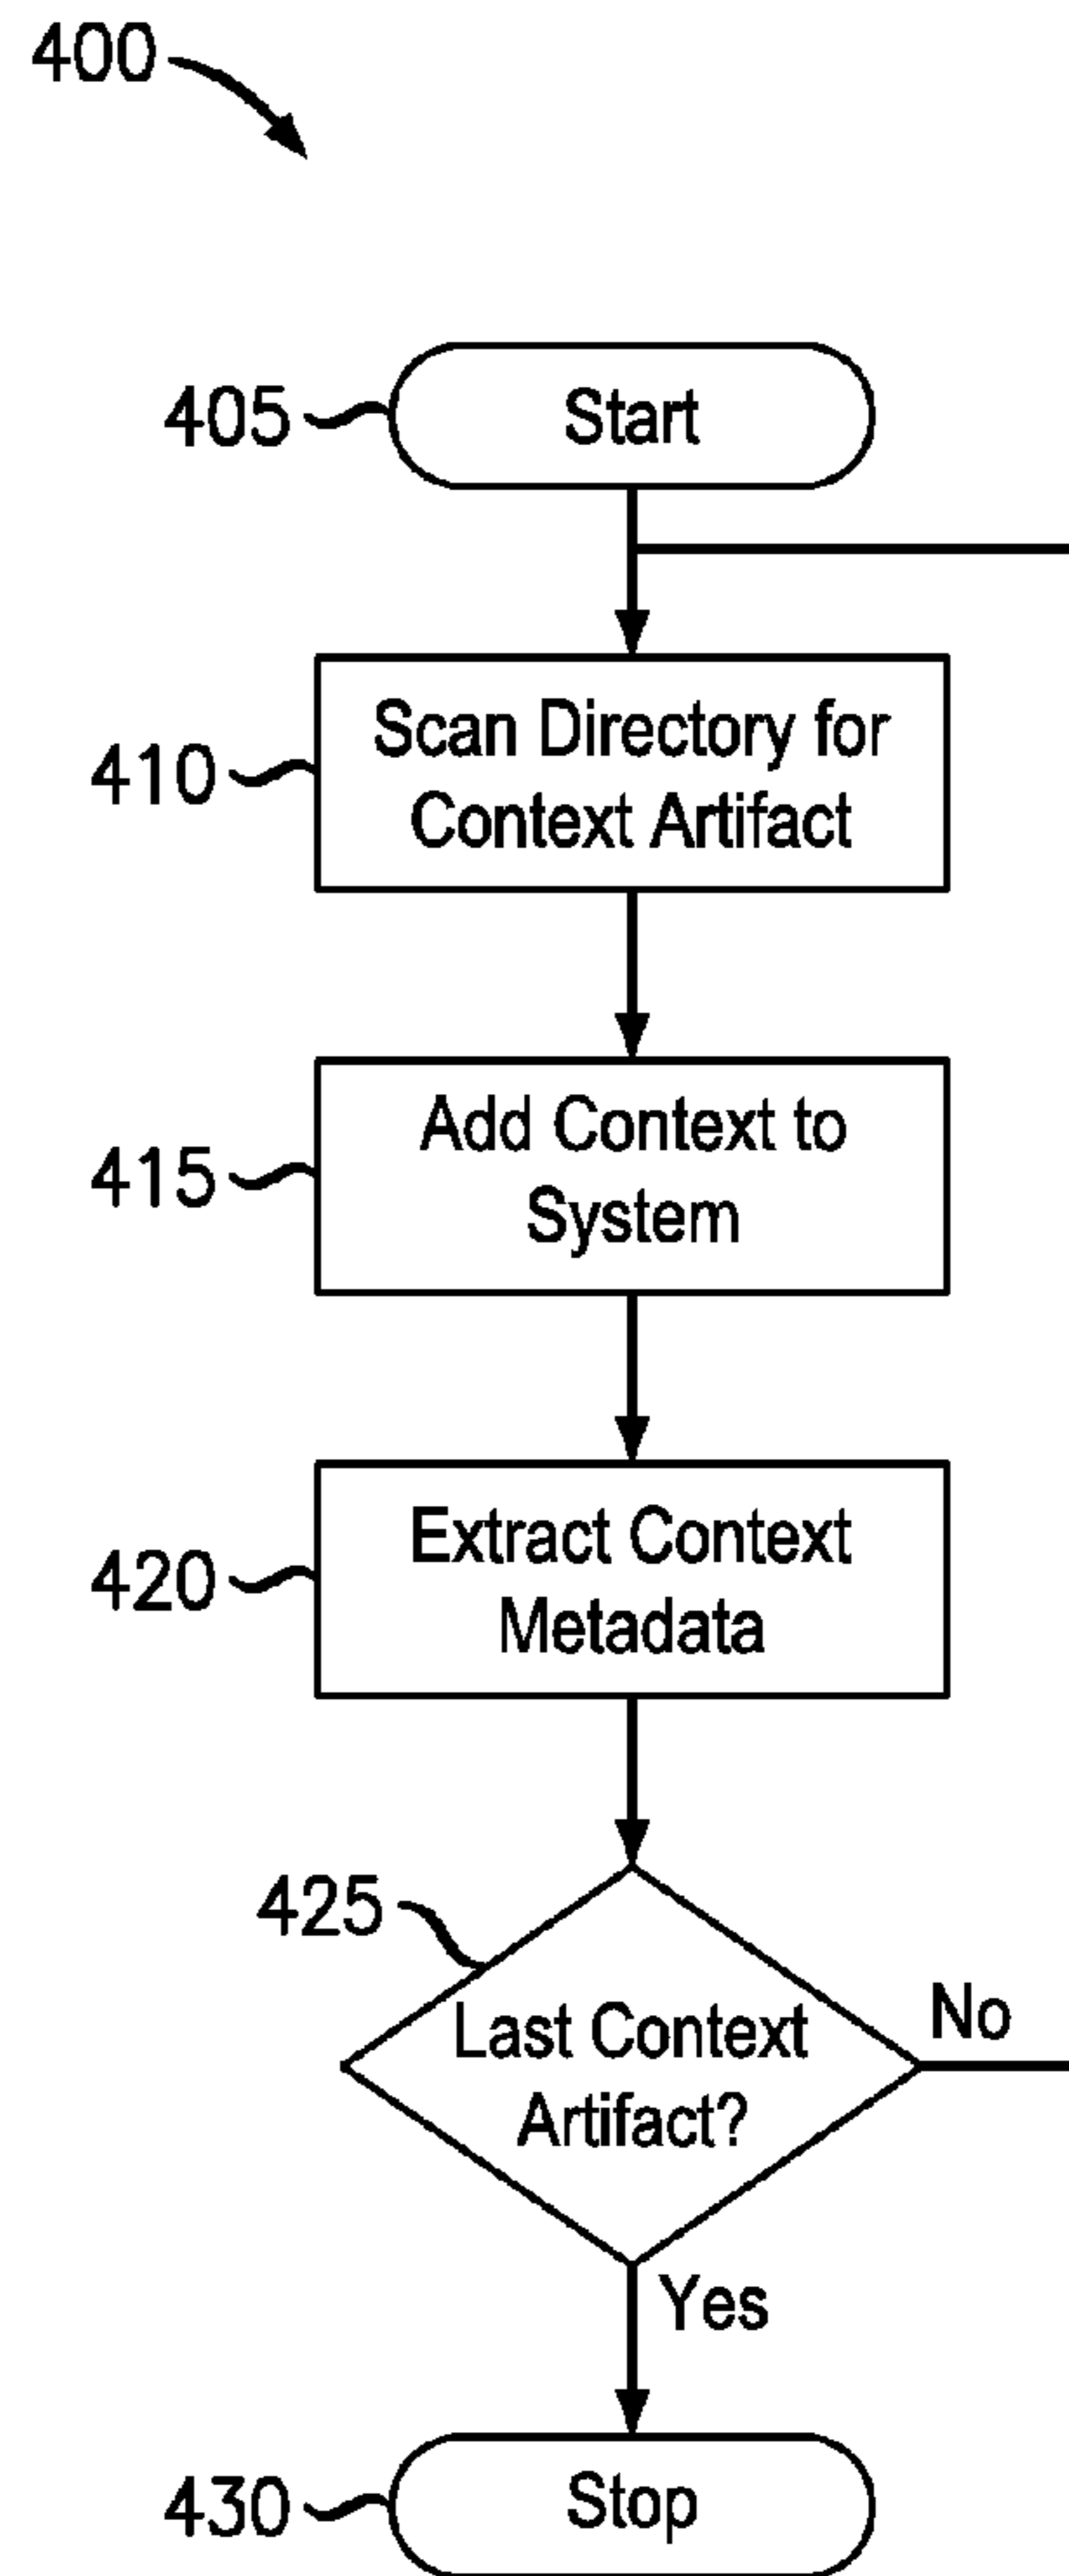 400
405
Start
410
Scan Directory for
Context Artifact
415
Add Context to
System
420
Extract Context
Metadata
425
Last Context
Artifact?
No
Yes
430
Stop